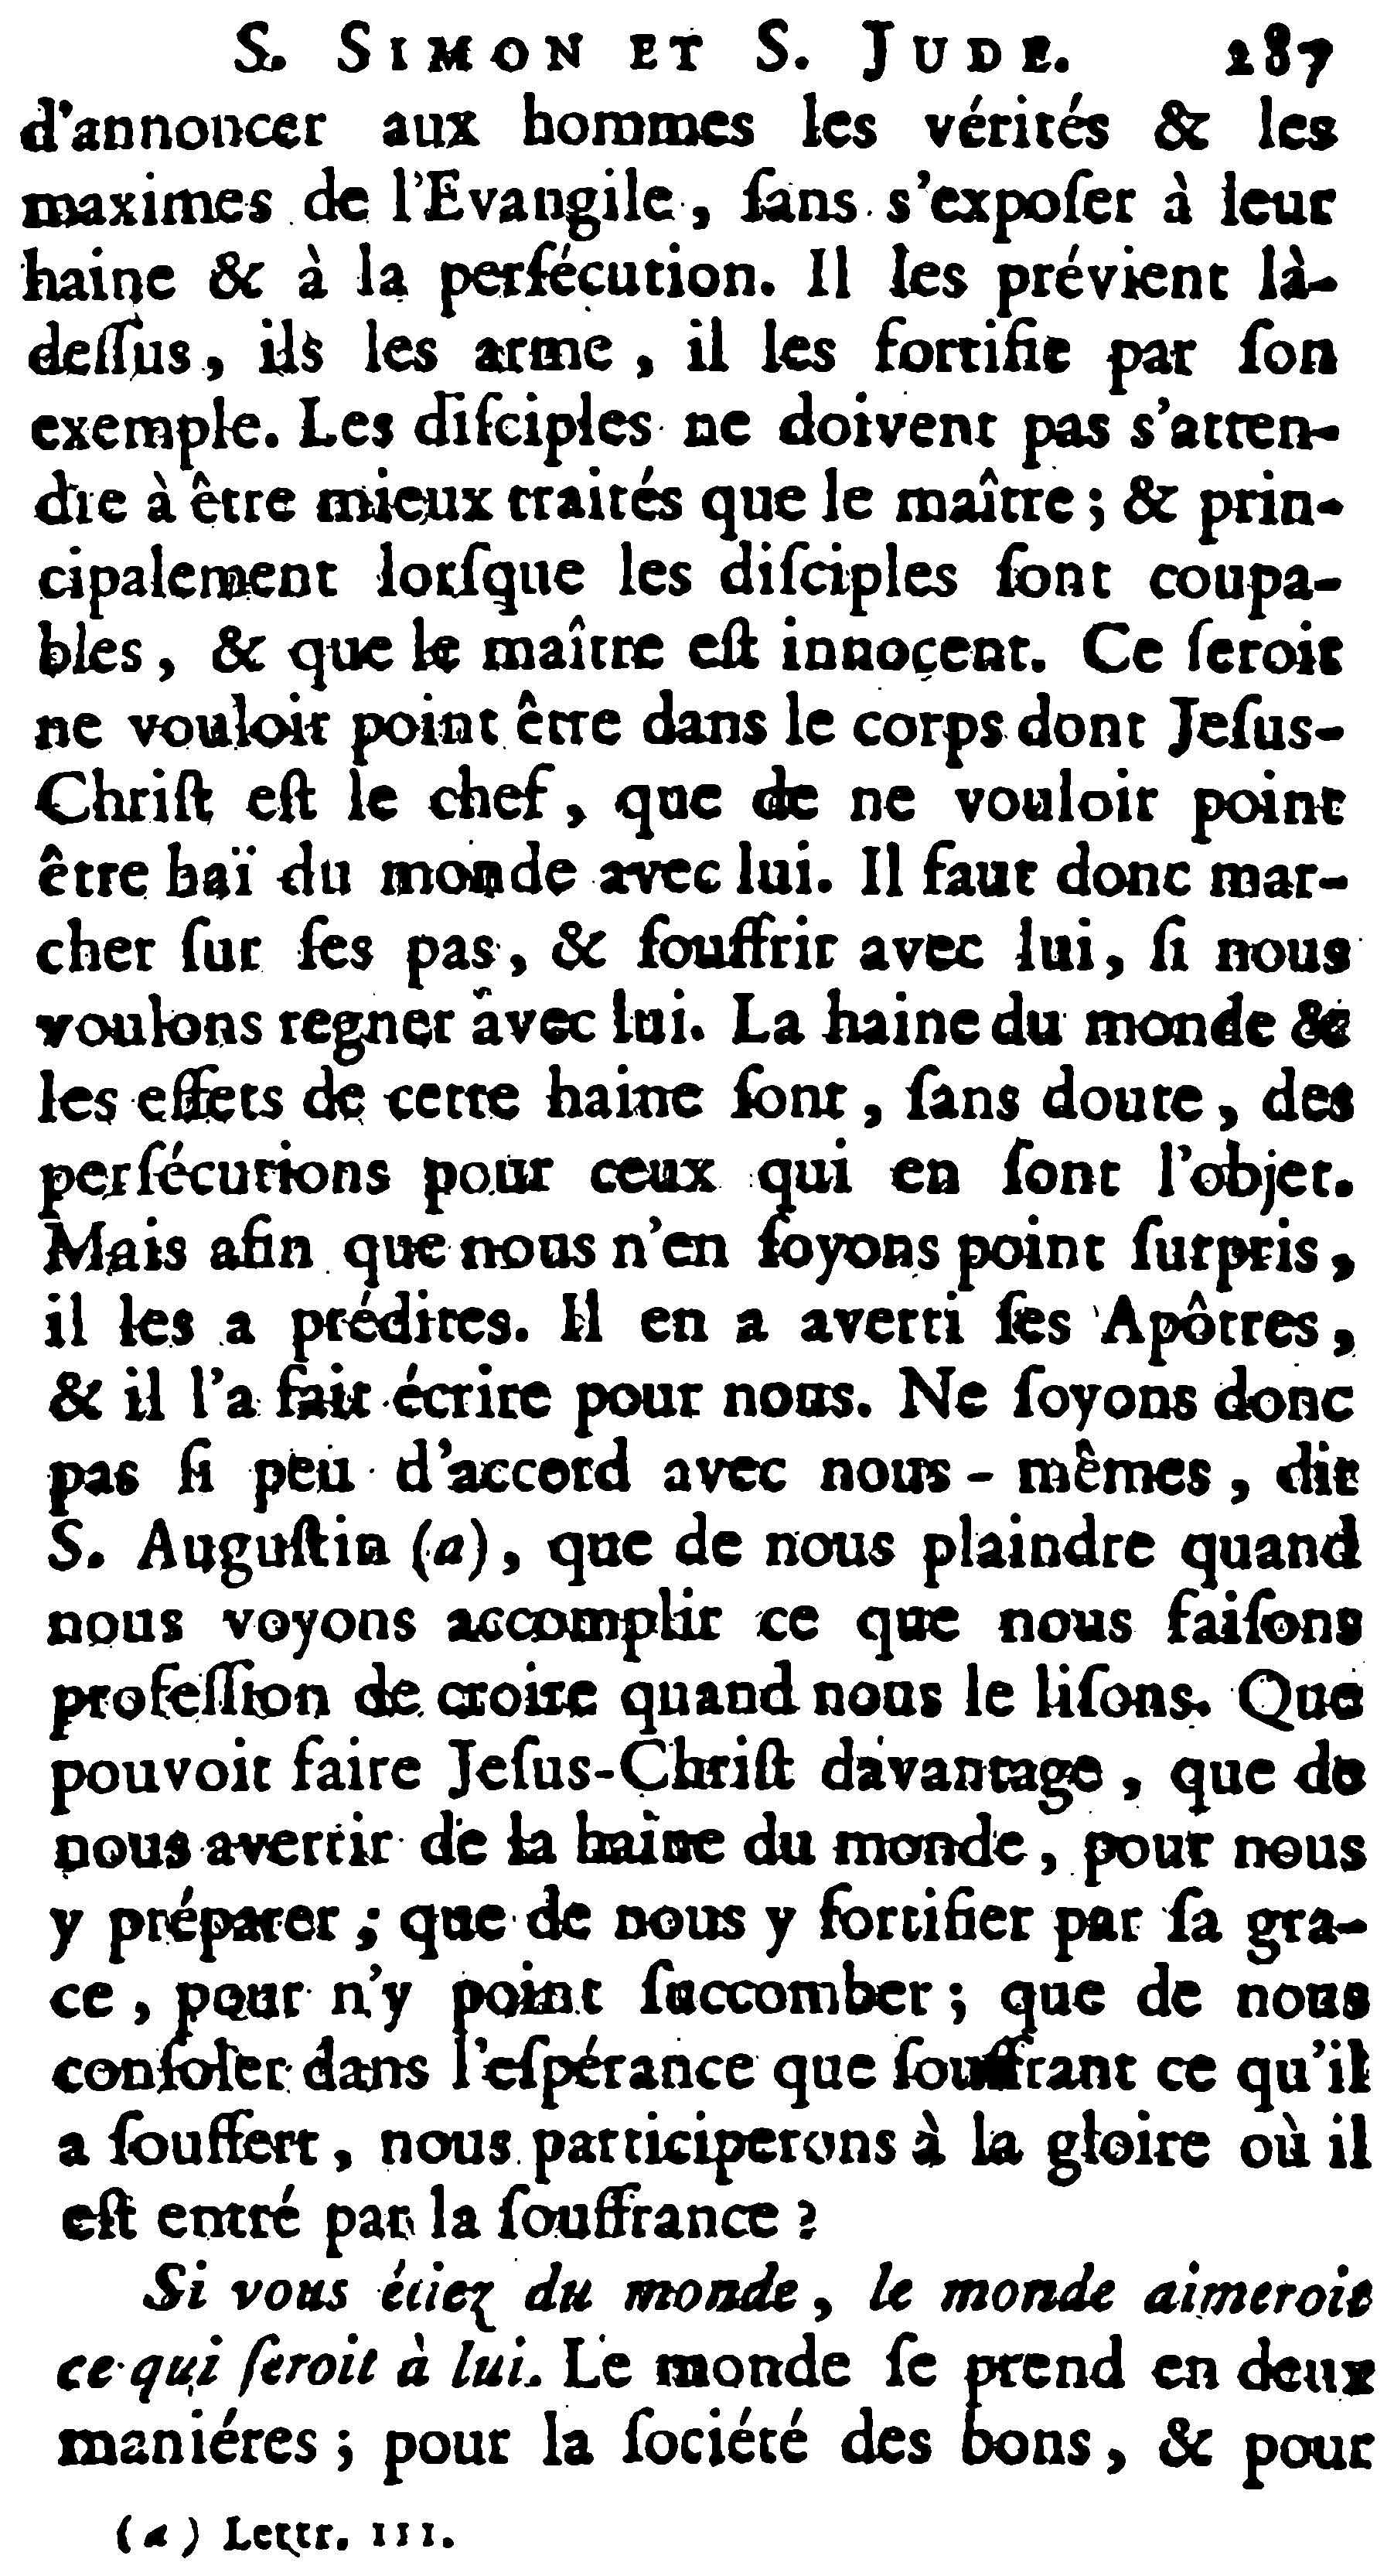 S. SIMON ET S. JUDE. 287
d'annoncer aux hommes les vérités & les
maximes de l'Evangile, ſans s'expoſer à leur
haine & à la perſécution. Il les prévient là-
deſſus, ils les arme, il les fortifie par ſon
exemple. Les diſciples ne doivent pas s'atten-
dre à être mieux traités que le maître; & prin-
cipalement lorſque les diſciples ſont coupa-
bles, & que le maître eſt innocent. Ce ſeroit
ne vouloir point être dans le corps dont Jeſus-
Chriſt eſt le chef, que de ne vouloir point
être haï du monde avec lui. Il faut donc mar-
cher ſur ſes pas, & ſouffrir avec lui, ſi nous
voulons regner avec lui. La haine du monde &
les effets de cette haine ſont, ſans doute, des
perſécutions pour ceux qui en ſont l'objet.
Mais afin que nous n'en ſoyons point ſurpris,
il les a prédites. Il en a averti ſes Apôtres,
& il l'a fait écrire pour nous. Ne ſoyons donc
pas ſi peu d'accord avec nous-mêmes, dit
S. Auguſtin (a), que de nous plaindre quand
nous voyons accomplir ce que nous faiſons
profeſſion de croire quand nous le liſons. Que
pouvoit faire Jeſus-Chriſt davantage, que de
nous avertir de la haine du monde, pour nous
y préparer; que de nous y fortifier par ſa gra-
ce, pour n'y point ſuccomber; que de nous
conſoler dans l'eſpérance que ſouffrant ce qu'il
a ſouffert, nous participerons à la gloire où il
eſt entré par la ſouffrance?
Si vous étiez du monde, le monde aimeroit
ce qui ſeroit à lui. Le monde ſe prend en deux
maniéres; pour la ſociété des bons, & pour
(a) Lettr. III.